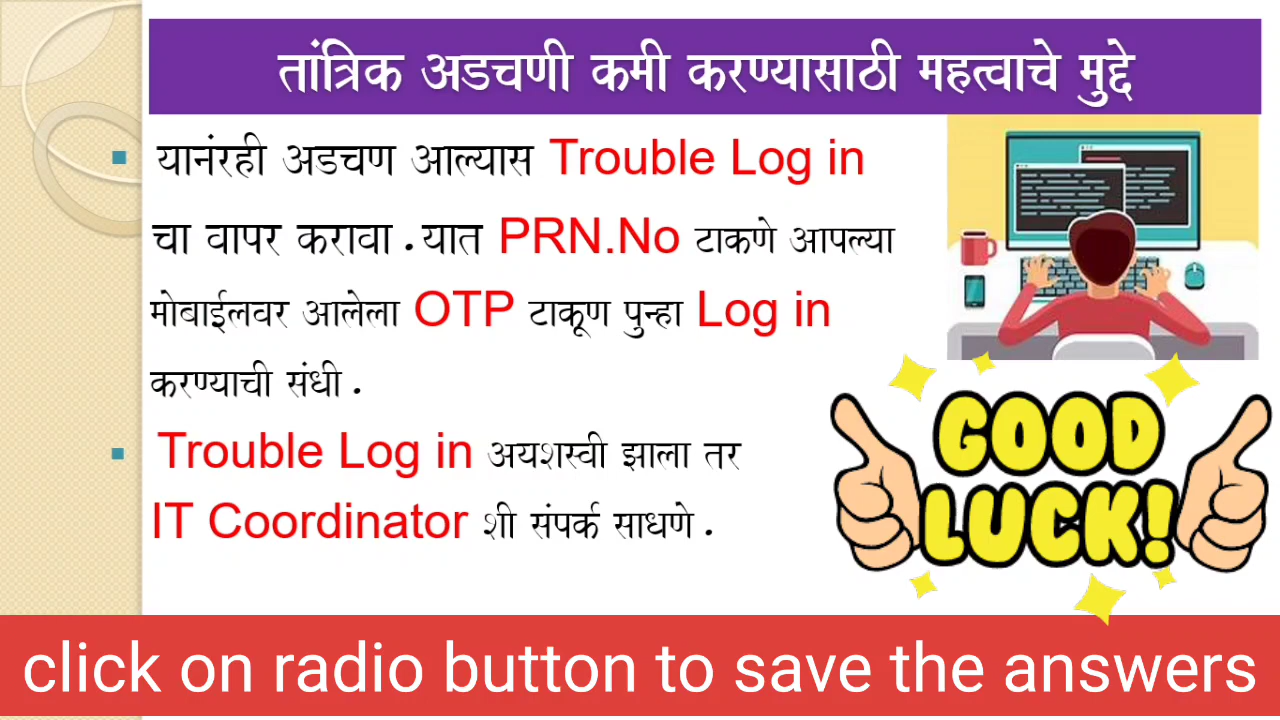 तांत्रिक अडचणी कमी करण्यासाठी महत्वाचे मुद्दे
यानंरही अडचण आल्यास Trouble Log in
चा वापर करावा.यात PRN.No टाकणे आपल्या
मोबाईलवर आलेला OTP टाकूण पुन्हा Log in
करण्याची संधी.
Trouble Log in अयशस्वी झाला तर
IT Coordinator शी संपर्क साधणे.
GOOD
LUCK!
click on radio button to save the answers